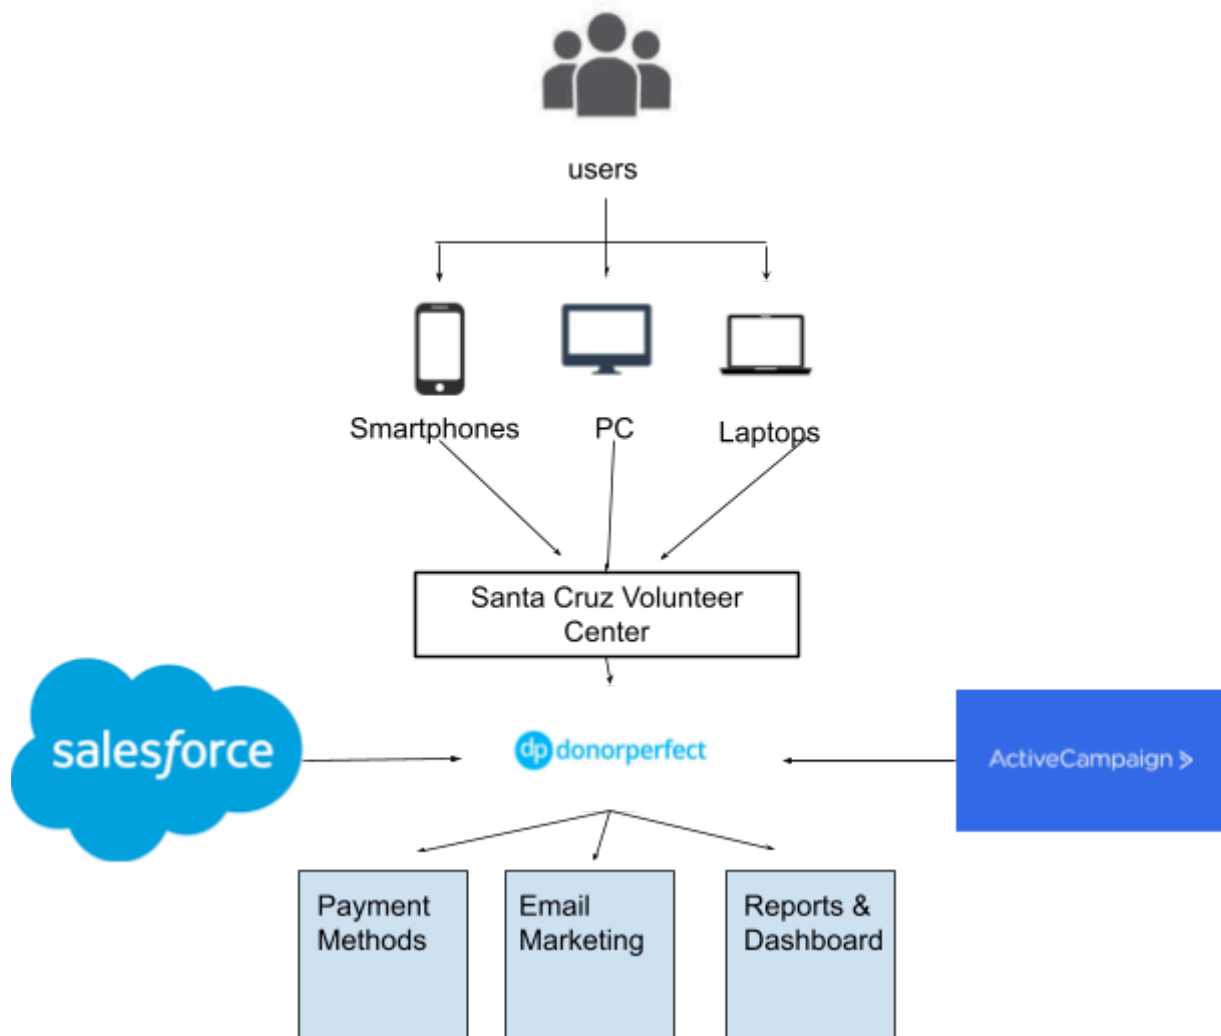 users
Smartphones
PC
Laptops
Santa Cruz Volunteer
Center
salesforce
dp donorperfect
ActiveCampaign >
Payment
Methods
Email
Marketing
Reports &
Dashboard